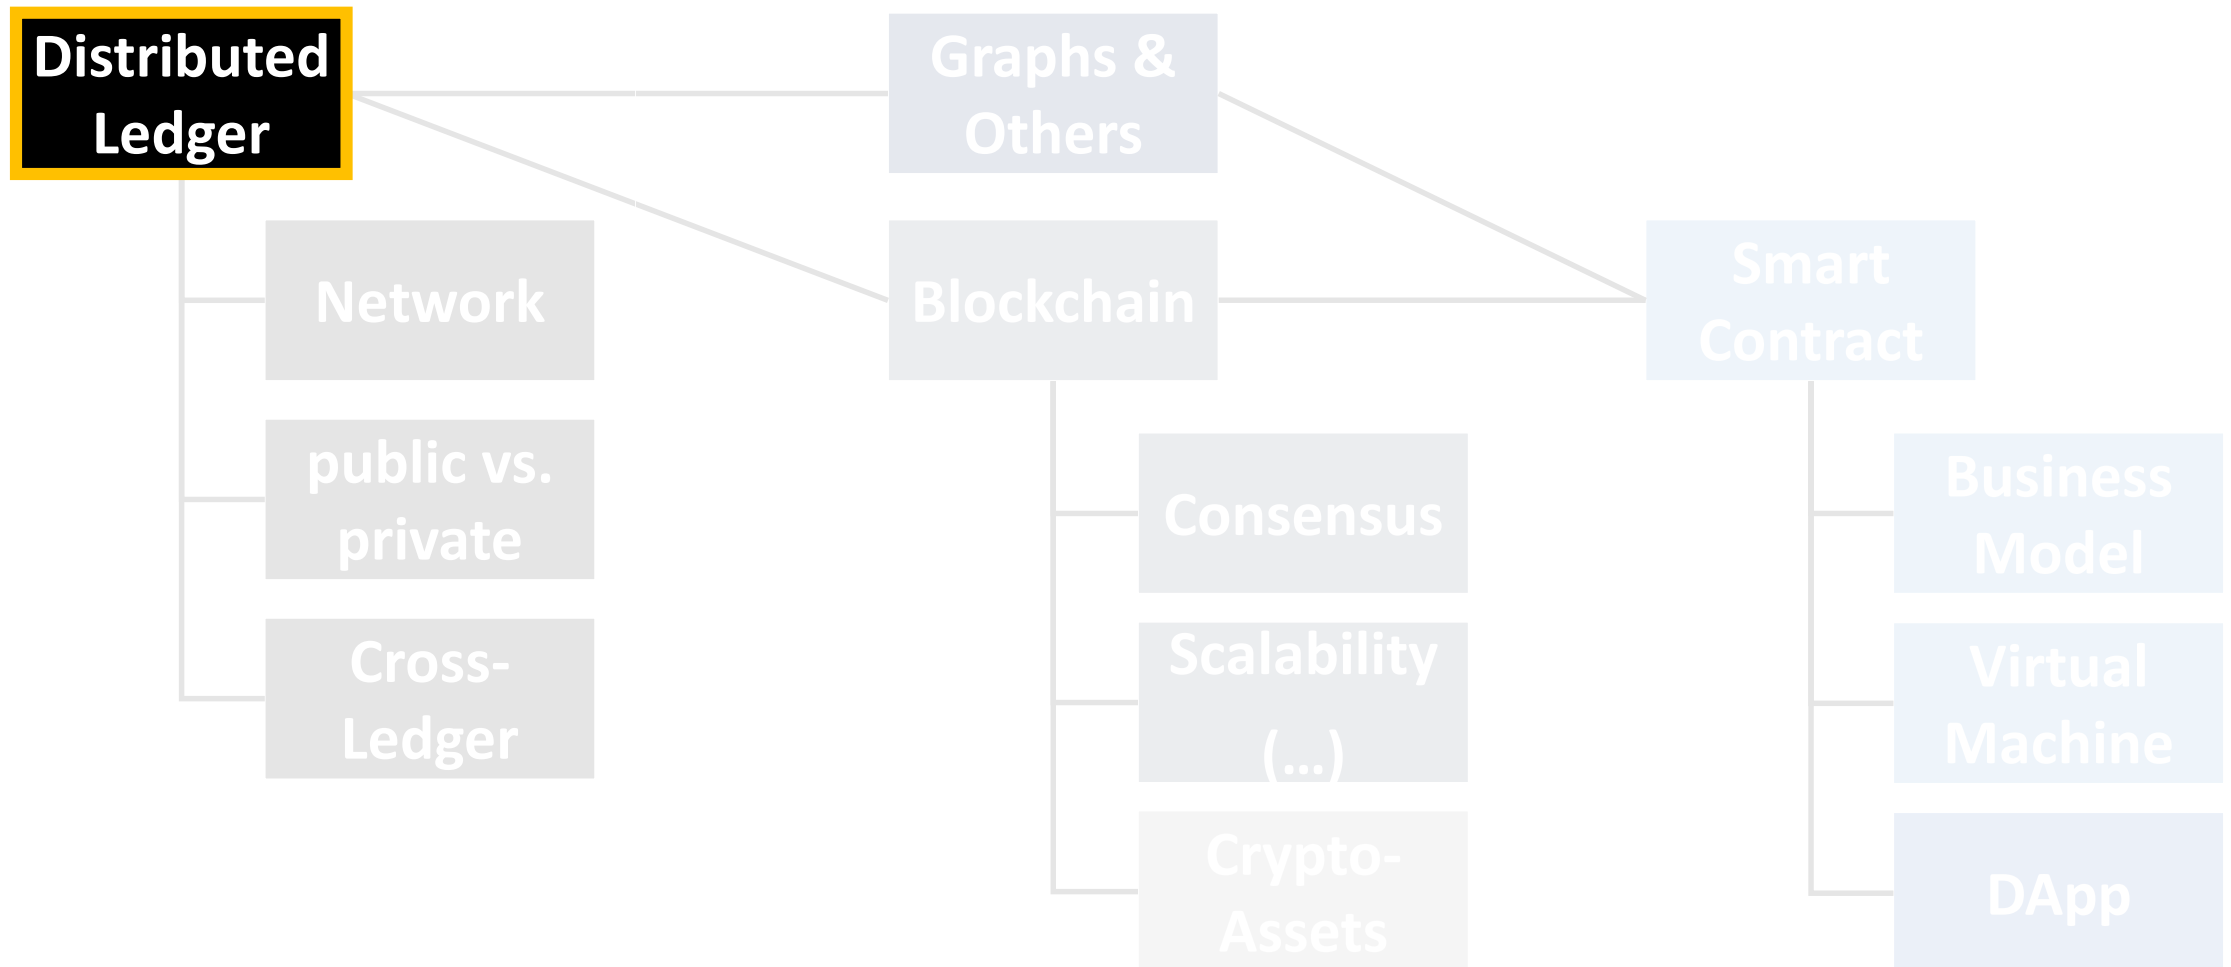 Distributed
Ledger
Graphs &
Others
Network
Blockchain
Smart
Contract
public vs.
private
Consensus
Business
Model
Cross-
Ledger
Scalability
(...)
Virtual
Machine
Crypto-
Assets
DApp